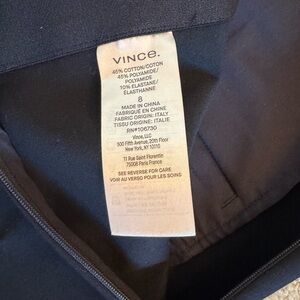 VINCE.
45% COTTON/COTON
45% POLYAMIDE/
POLYAMIDE
10% ELASTANE/
ÉLASTHANNE
8
MADE IN CHINA
FABRIQUÉ EN CHINE
FABRIC ORIGIN: ITALY
TISSU ORIGINE: ITALIE
RN#106730
Vince, LLC
500 Fifth Avenue, 20th Floor
New York, NY 10110
11 Rue Saint Florentin
75008 Paris France
SEE REVERSE FOR CARE
VOIR AU VERSO POUR LES SOINS